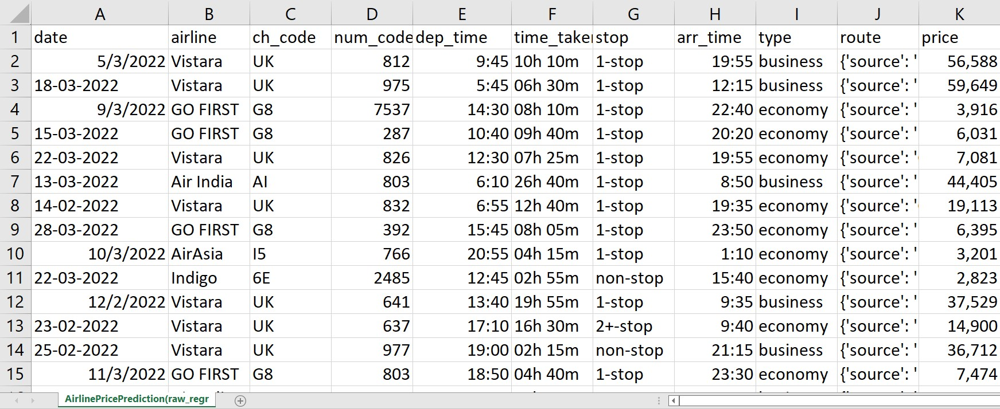 A B C D E F G H I J K
1 date airline ch_code num_code dep_time time_taken stop arr_time type route price
2 5/3/2022 Vistara UK 812 9:45 10h 10m 1-stop 19:55 business {'source': ' 56,588
3 18-03-2022 Vistara UK 975 5:45 06h 30m 1-stop 12:15 business {'source': ' 59,649
4 9/3/2022 GO FIRST G8 7537 14:30 08h 10m 1-stop 22:40 economy {'source': ' 3,916
5 15-03-2022 GO FIRST G8 287 10:40 09h 40m 1-stop 20:20 economy {'source': ' 6,031
6 22-03-2022 Vistara UK 826 12:30 07h 25m 1-stop 19:55 economy {'source': ' 7,081
7 13-03-2022 Air India AI 803 6:10 26h 40m 1-stop 8:50 business {'source': ' 44,405
8 14-02-2022 Vistara UK 832 6:55 12h 40m 1-stop 19:35 economy {'source': ' 19,113
9 28-03-2022 GO FIRST G8 392 15:45 08h 05m 1-stop 23:50 economy {'source': ' 6,395
10 10/3/2022 AirAsia I5 766 20:55 04h 15m 1-stop 1:10 economy {'source': ' 3,201
11 22-03-2022 Indigo 6E 2485 12:45 02h 55m non-stop 15:40 economy {'source': ' 2,823
12 12/2/2022 Vistara UK 641 13:40 19h 55m 1-stop 9:35 business {'source': ' 37,529
13 23-02-2022 Vistara UK 637 17:10 16h 30m 2+-stop 9:40 economy {'source': ' 14,900
14 25-02-2022 Vistara UK 977 19:00 02h 15m non-stop 21:15 business {'source': ' 36,712
15 11/3/2022 GO FIRST G8 803 18:50 04h 40m 1-stop 23:30 economy {'source': ' 7,474
AirlinePricePrediction(raw_regr